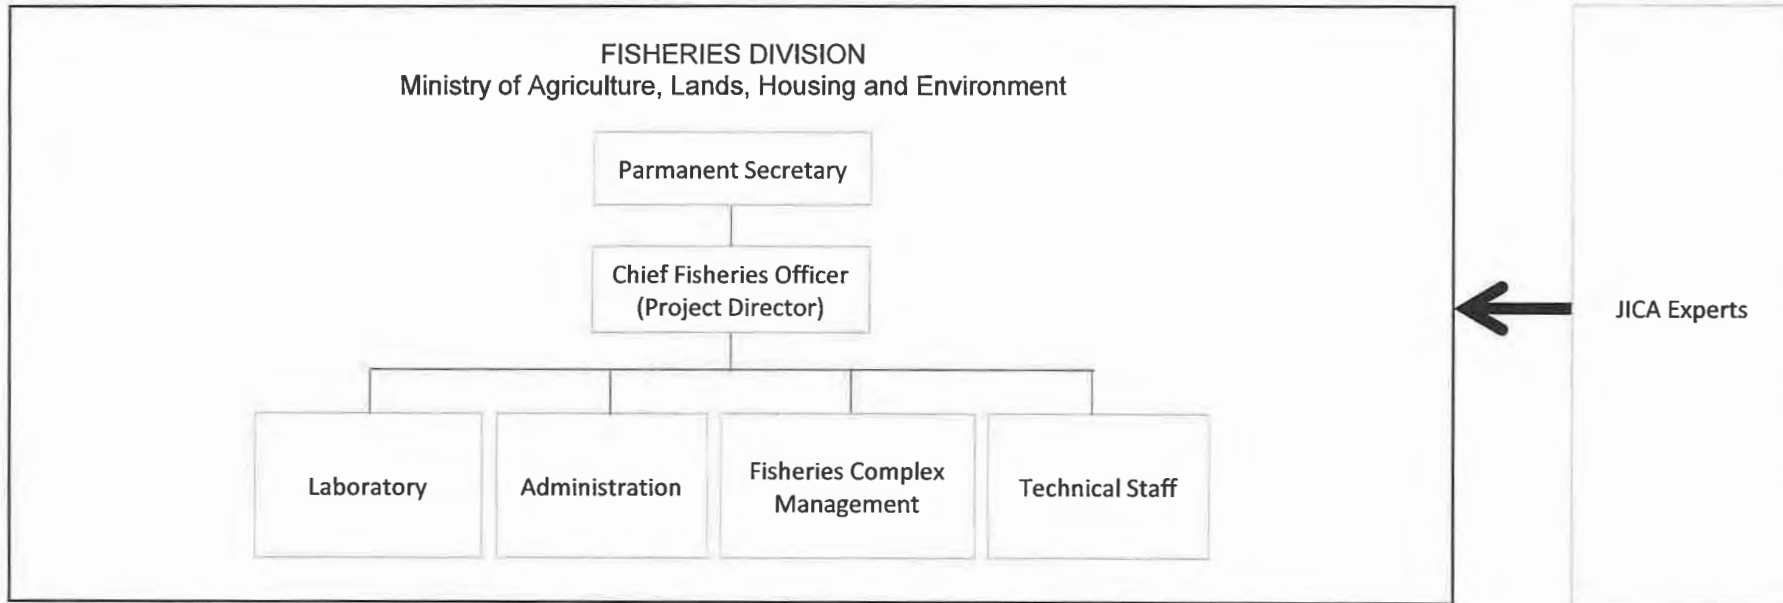 FISHERIES DIVISION
Ministry of Agriculture, Lands, Housing and Environment
Parmanent Secretary
Chief Fisheries Officer
(Project Director)
JICA Experts
Laboratory
Administration
Fisheries Complex
Management
Technical Staff